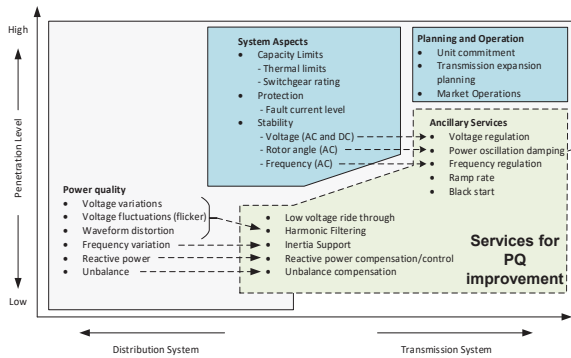 High
Penetration Level
Low
System Aspects
• Capacity Limits
- Thermal limits
- Switchgear rating
• Protection
- Fault current level
• Stability
- Voltage (AC and DC)
- Rotor angle (AC)
- Frequency (AC)
Planning and Operation
• Unit commitment
• Transmission expansion
planning
• Market Operations
Ancillary Services
• Voltage regulation
• Power oscillation damping
• Frequency regulation
• Ramp rate
• Black start
Power quality
• Voltage variations
• Voltage fluctuations (flicker)
• Waveform distortion
• Frequency variation
• Reactive power
• Unbalance
• Low voltage ride through
• Harmonic Filtering
• Inertia Support
• Reactive power compensation/control
• Unbalance compensation
Services for
PQ
improvement
Distribution System
Transmission System